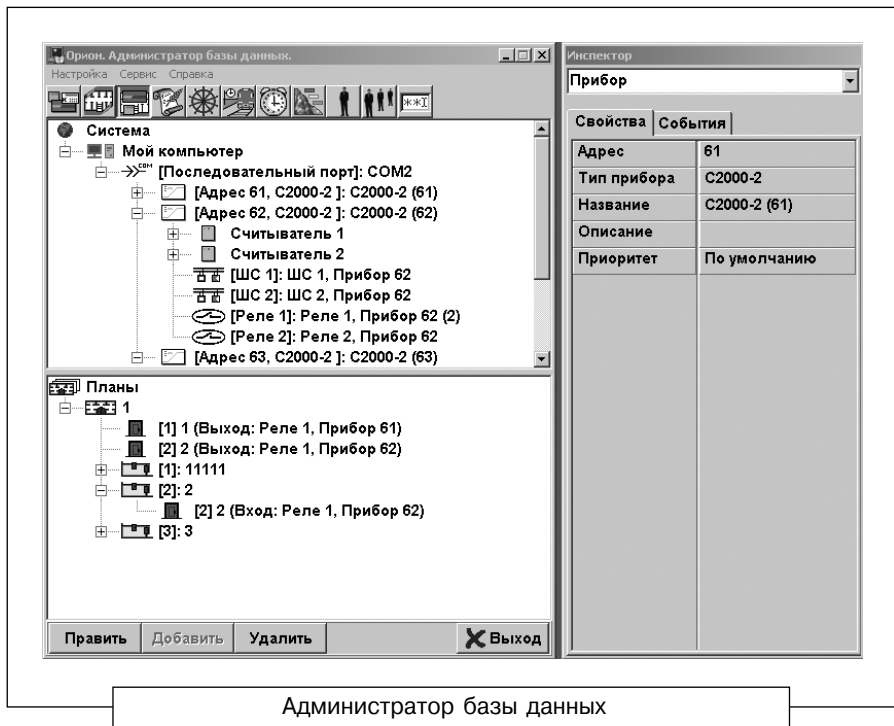 Орион. Администратор базы данных.
Настройка Сервис Справка
Система
Мой компьютер
COM [Последовательный порт]: COM2
[Адрес 61, С2000-2 ]: С2000-2 (61)
[Адрес 62, С2000-2 ]: С2000-2 (62)
Считыватель 1
Считыватель 2
[ШС 1]: ШС 1, Прибор 62
[ШС 2]: ШС 2, Прибор 62
[Реле 1]: Реле 1, Прибор 62 (2)
[Реле 2]: Реле 2, Прибор 62
[Адрес 63, С2000-2 ]: С2000-2 (63)
Планы
1
[1] 1 (Выход: Реле 1, Прибор 61)
[2] 2 (Выход: Реле 1, Прибор 62)
[1]: 11111
[2]: 2
[2] 2 (Вход: Реле 1, Прибор 62)
[3]: 3
Править Добавить Удалить Выход
Инспектор
Прибор
Свойства События
Адрес 61
Тип прибора С2000-2
Название С2000-2 (61)
Описание
Приоритет По умолчанию
Администратор базы данных